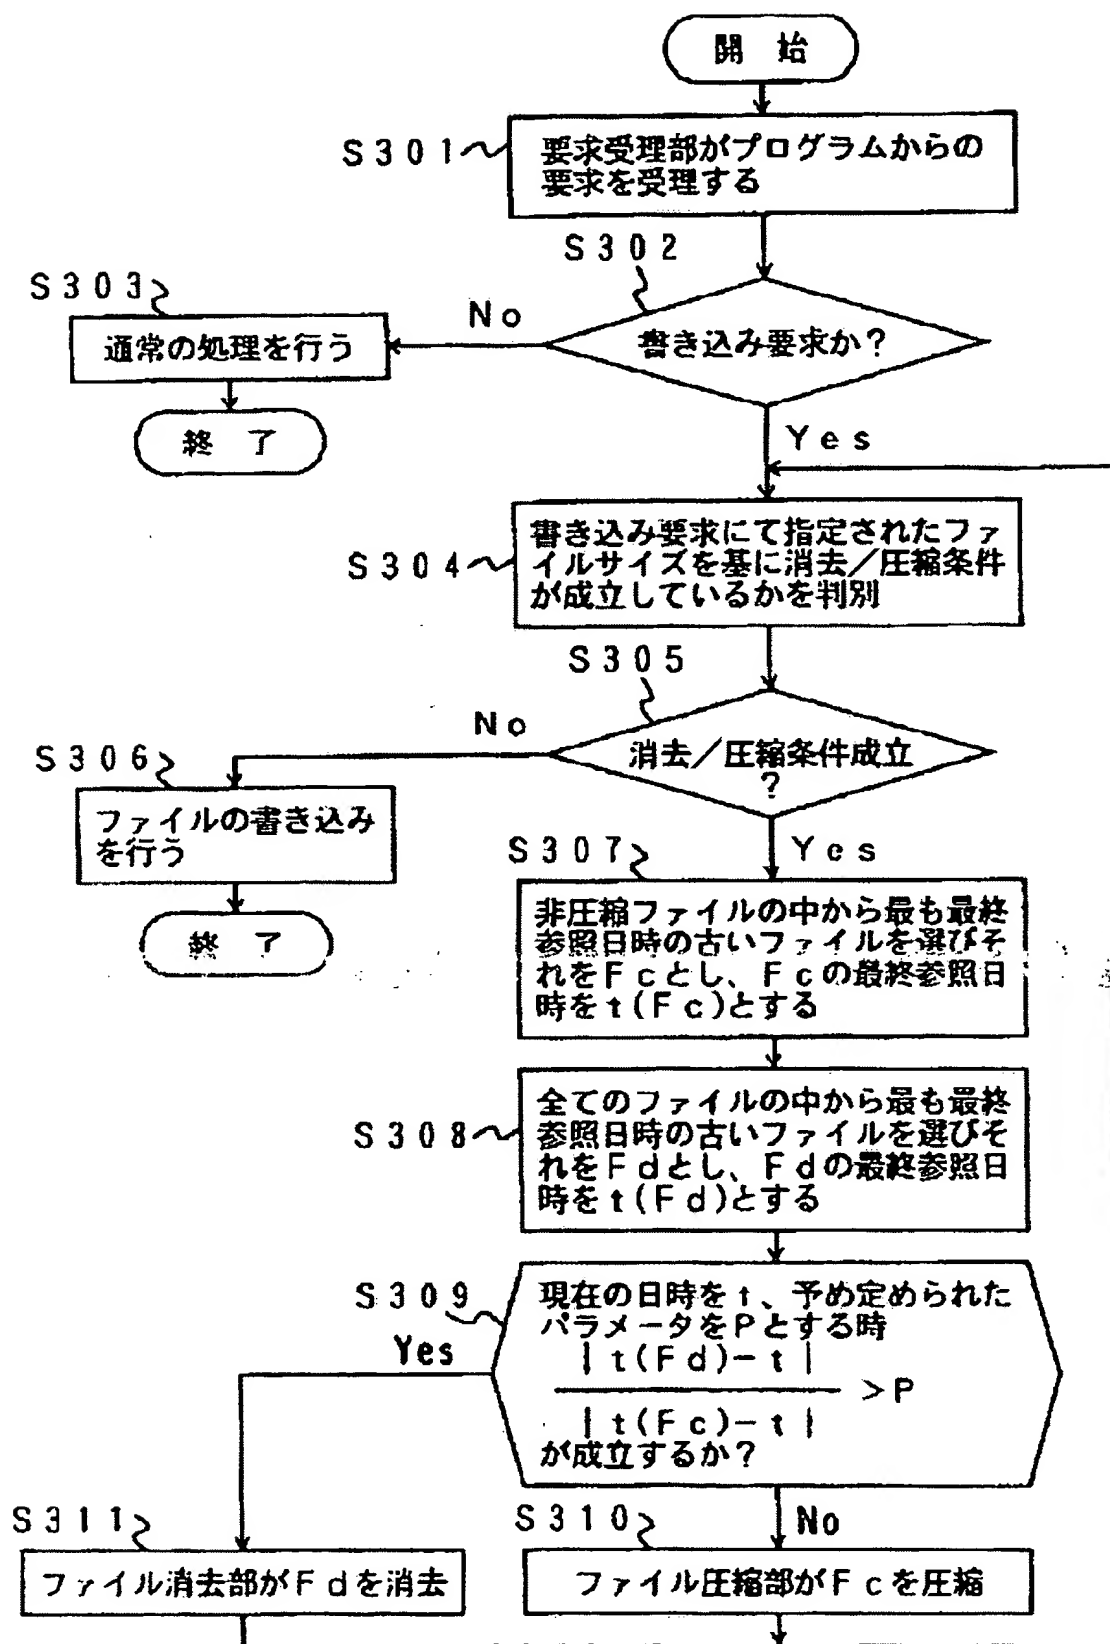 開 始
S301
要求受理部がプログラムからの
要求を受理する
S302
S303
No
書き込み要求か?
通常の処理を行う
Yes
終 了
書き込み要求にて指定されたファ
S304
イルサイズを基に消去/圧縮条件
が成立しているかを判別
S305
No
消去/圧縮条件成立
?
S306
ファイルの書き込み
を行う
S307
Yes
非圧縮ファイルの中から最も最終
参照日時の古いファイルを選びそ
れをFcとし、Fcの最終参照日
時をt(Fc)とする
終 了
全てのファイルの中から最も最終
S308
参照日時の古いファイルを選びそ
れをFdとし、Fdの最終参照日
時をt(Fd)とする
S309
現在の日時をt、予め定められた
パラメータをPとする時
Yes
|t(Fd)-t|
>P
|t(Fc)-t|
が成立するか?
S311
S310
No
ファイル消去部がFdを消去
ファイル圧縮部がFcを圧縮